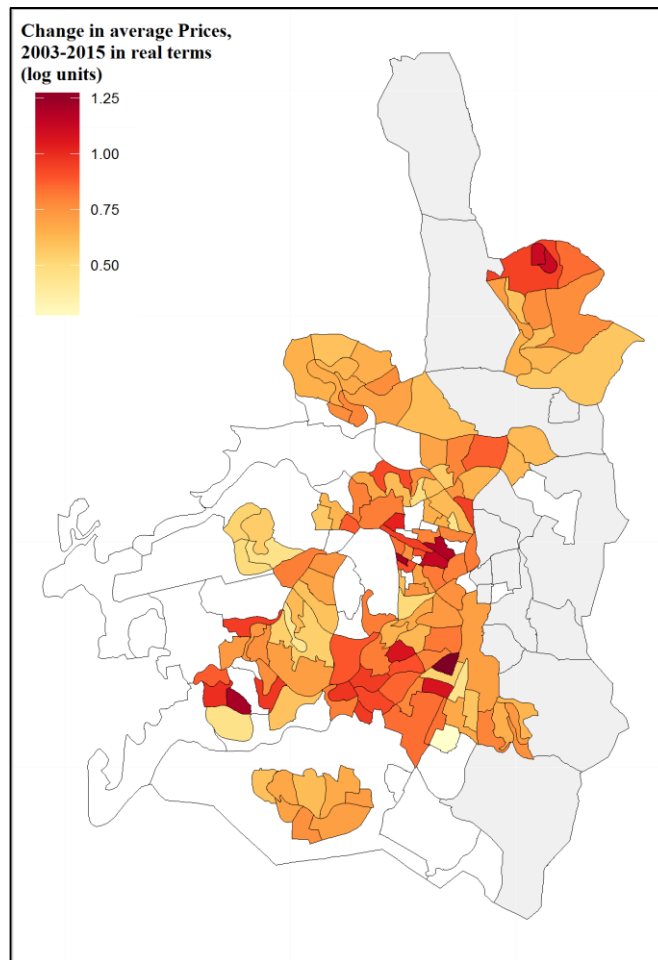 Change in average Prices,
2003-2015 in real terms
(log units)
1.25
1.00
0.75
0.50